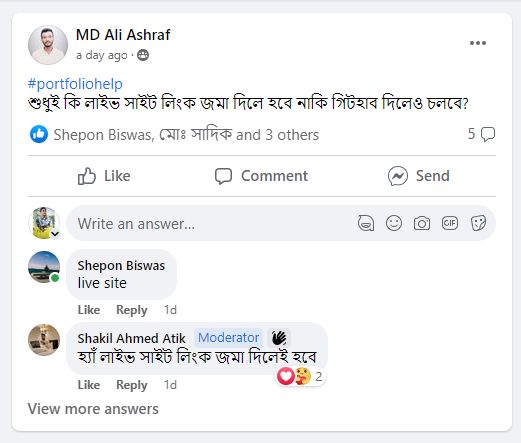 MD Ali Ashraf
a day ago ·
#portfoliohelp
শুধুই কি লাইভ সাইট লিংক জমা দিলে হবে নাকি গিটহাব দিলেও চলবে?
Shepon Biswas, মোঃ সাদিক and 3 others
5
Like Comment Send
Write an answer...
GIF
Shepon Biswas
live site
Like Reply 1d
Shakil Ahmed Atik Moderator
হ্যাঁ লাইভ সাইট লিংক জমা দিলেই হবে
2
Like Reply 1d
View more answers